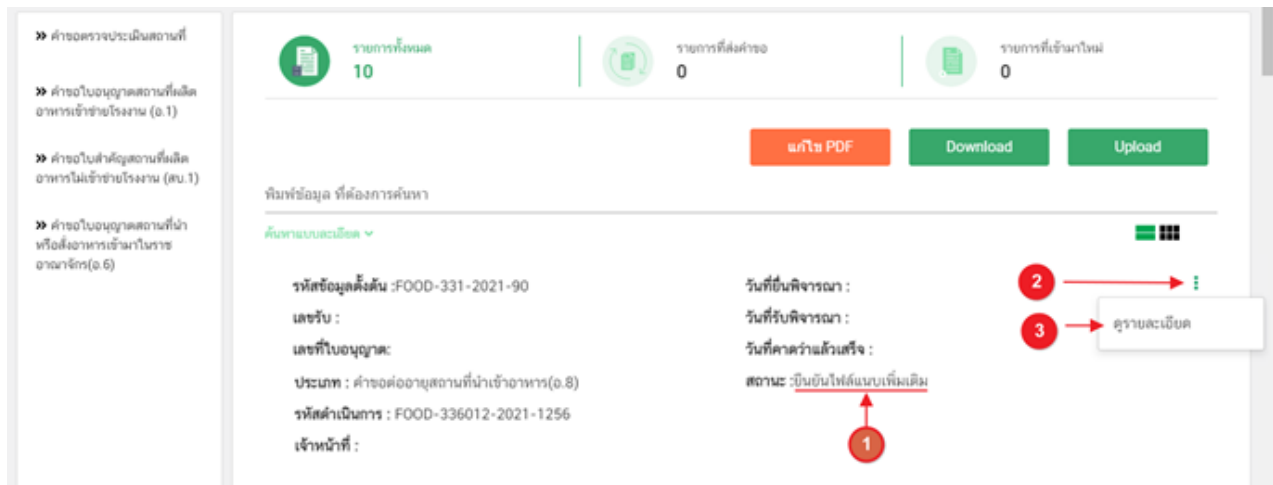 » คำขอตรวจประเมินสถานที่
» คำขอใบอนุญาตสถานที่ผลิต
อาหารเข้าข่ายโรงงาน (อ.1)
» คำขอใบสำคัญสถานที่ผลิต
อาหารไม่เข้าข่ายโรงงาน (สบ.1)
» คำขอใบอนุญาตสถานที่นำ
หรือสั่งอาหารเข้ามาในราช
อาณาจักร(อ.6)
รายการทั้งหมด
10
รายการที่ส่งคำขอ
0
รายการที่เข้ามาใหม่
0
แก้ไข PDF
Download
Upload
พิมพ์ข้อมูล ที่ต้องการค้นหา
ค้นหาแบบละเอียด
รหัสข้อมูลตั้งต้น :FOOD-331-2021-90
เลขรับ :
เลขที่ใบอนุญาต:
ประเภท : คำขอต่ออายุสถานที่นำเข้าอาหาร(อ.8)
รหัสดำเนินการ : FOOD-336012-2021-1256
เจ้าหน้าที่ :
วันที่ยื่นพิจารณา :
วันที่รับพิจารณา :
วันที่คาดว่าแล้วเสร็จ :
สถานะ :ยืนยันไฟล์แนบเพิ่มเติม
2
3
ดูรายละเอียด
1